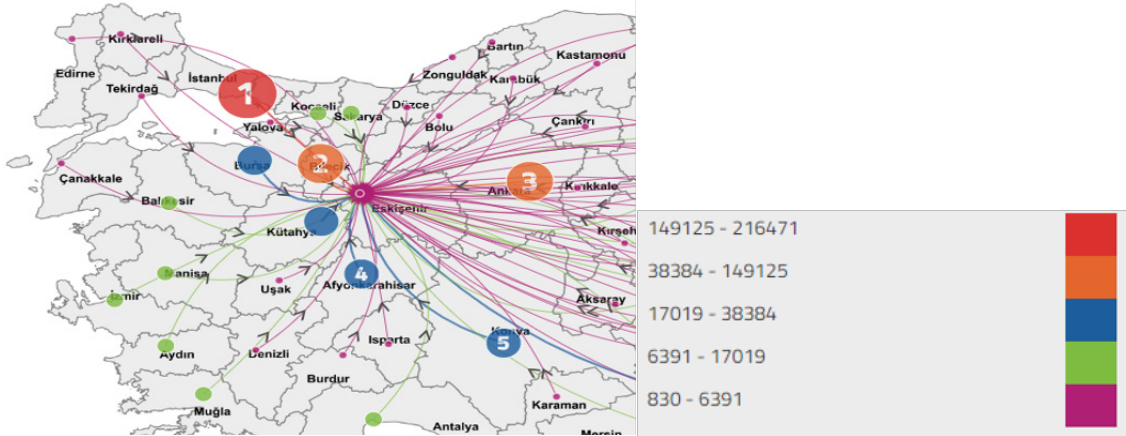 Kırklareli
Bartın
Kastamonu
Edirne
İstanbul
Zonguldak
Karabük
Tekirdağ
1
Kocaeli
Sakarya
Düzce
Yalova
Bolu
Çankırı
Bursa
2
Bilecik
Çanakkale
Ankara
3
Kırıkkale
Balıkesir
Eskişehir
Kütahya
Kırşeh
Manisa
4
Uşak
Afyonkarahisar
İzmir
Aksaray
Konya
5
Isparta
Aydın
Denizli
Burdur
Muğla
Karaman
Antalya
Mersin
149125 - 216471
38384 - 149125
17019 - 38384
6391 - 17019
830 - 6391